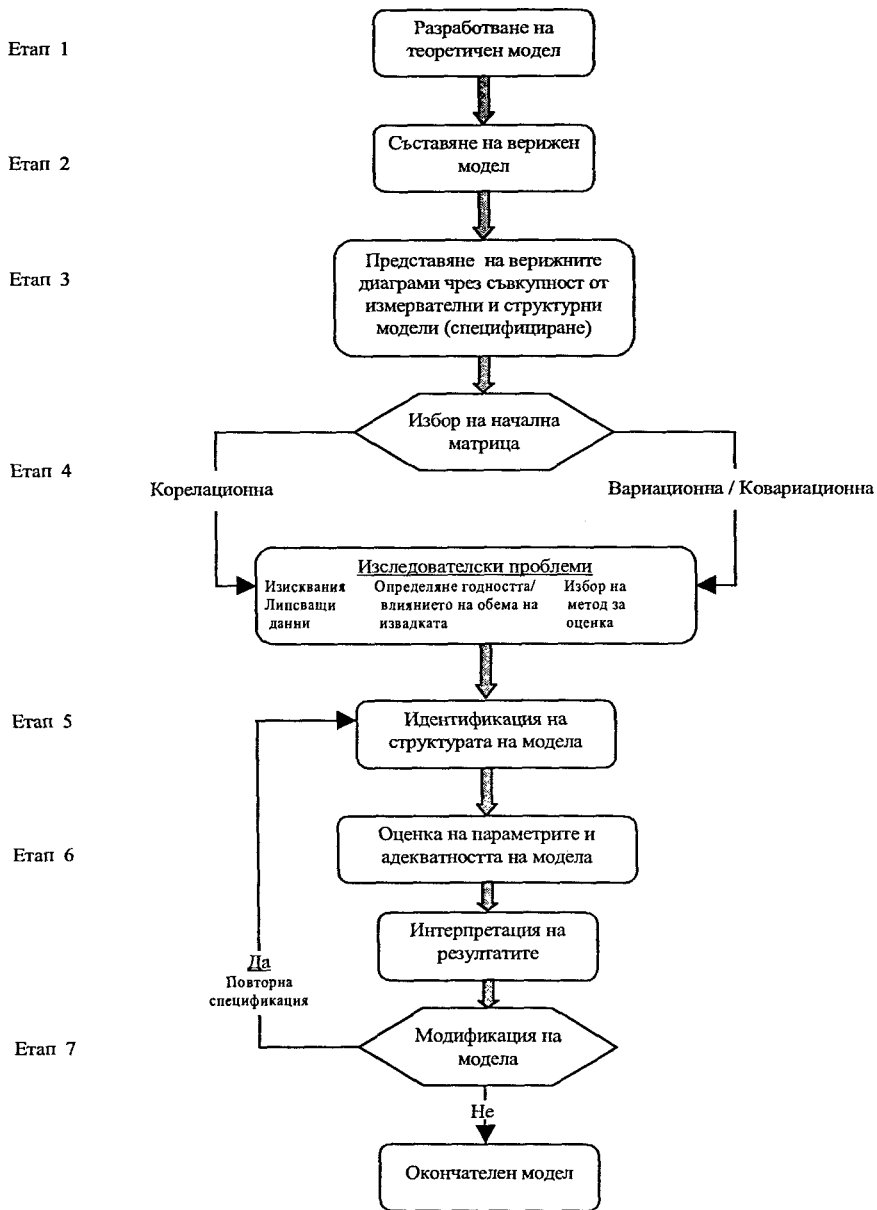 Етап 1
Разработване на
теоретичен модел
Етап 2
Съставяне на верижен
модел
Етап 3
Представяне на верижните
диаграми чрез съвкупност от
измервателни и структурни
модели (специфициране)
Избор на начална
матрица
Етап 4
Корелационна
Вариационна / Ковариационна
Изследователски проблеми
Изисквания
Липсващи
данни
Определяне годността/
влиянието на обема на
извадката
Избор на
метод за
оценка
Етап 5
Идентификация на
структурата на модела
Етап 6
Оценка на параметрите и
адекватността на модела
Интерпретация на
резултатите
Да
Повторна
спецификация
Етап 7
Модификация на
модела
Не
Окончателен модел